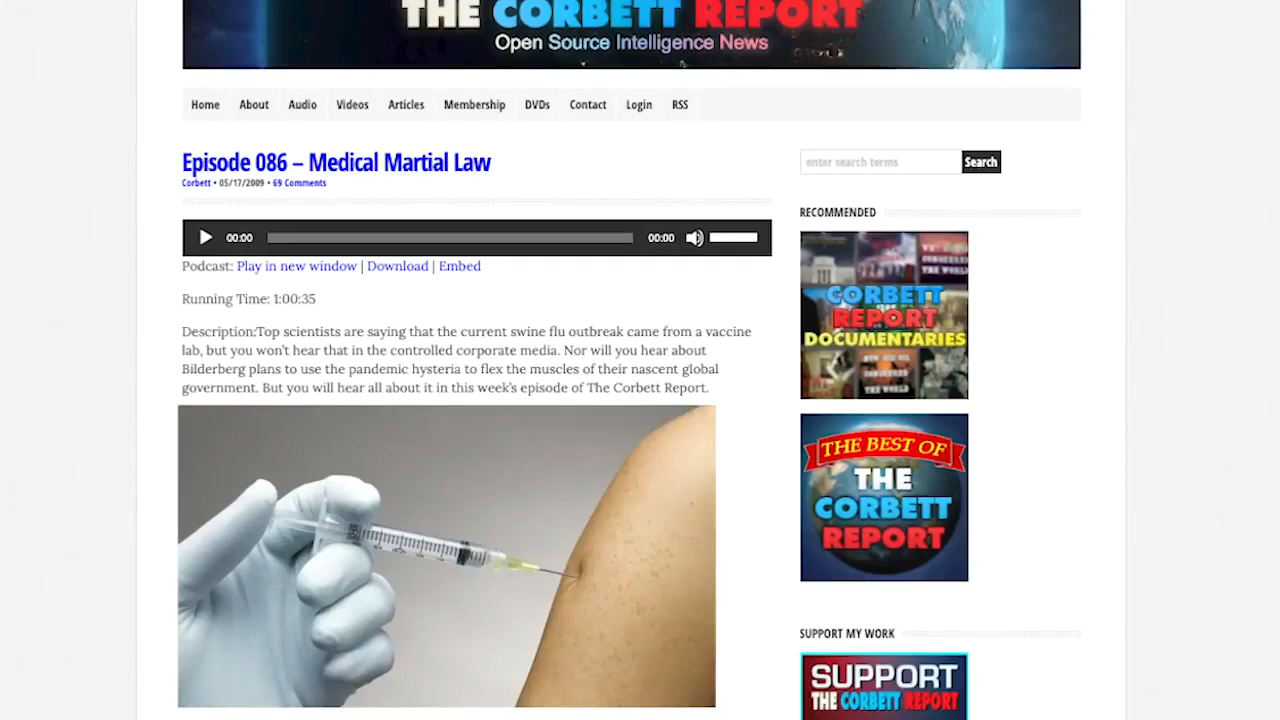 THE CORBETT REPORT
Open Source Intelligence News
Home About Audio Videos Articles Membership DVDs Contact Login RSS
Episode 086 – Medical Martial Law
Corbett • 05/17/2009 • 69 Comments
00:00 00:00
Podcast: Play in new window | Download | Embed
Running Time: 1:00:35
Description:Top scientists are saying that the current swine flu outbreak came from a vaccine
lab, but you won't hear that in the controlled corporate media. Nor will you hear about
Bilderberg plans to use the pandemic hysteria to flex the muscles of their nascent global
government. But you will hear all about it in this week's episode of The Corbett Report.
enter search terms Search
RECOMMENDED
CORBETT
REPORT
DOCUMENTARIES
THE BEST OF
THE
CORBETT
REPORT
SUPPORT MY WORK
SUPPORT
THE CORBETT REPORT